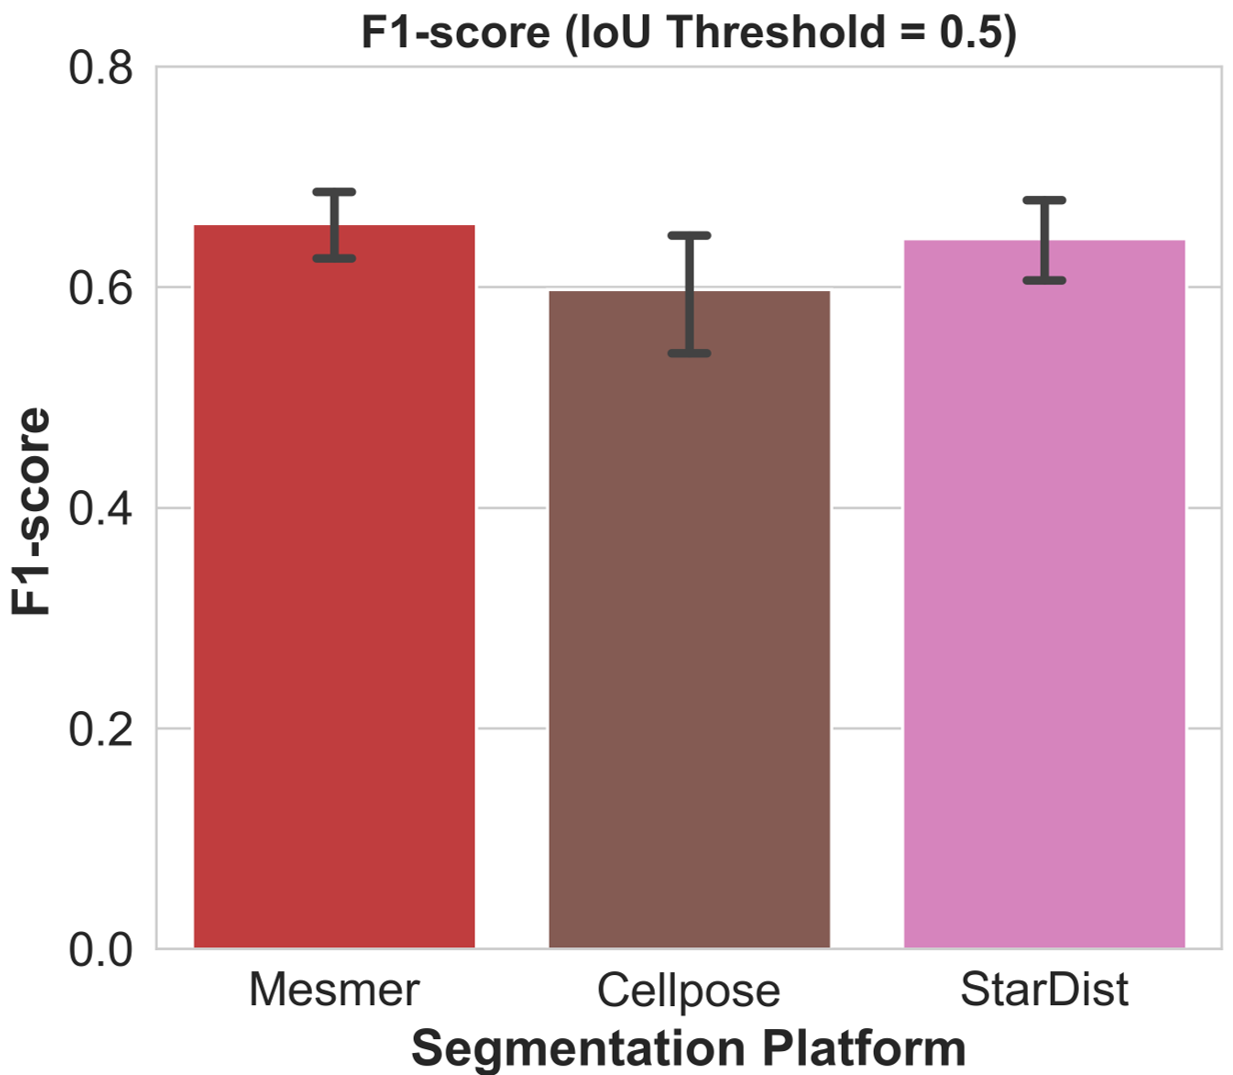 F1-score (IoU Threshold = 0.5)
0.8
0.6
0.4
0.2
0.0
F1-score
Mesmer Cellpose StarDist
Segmentation Platform